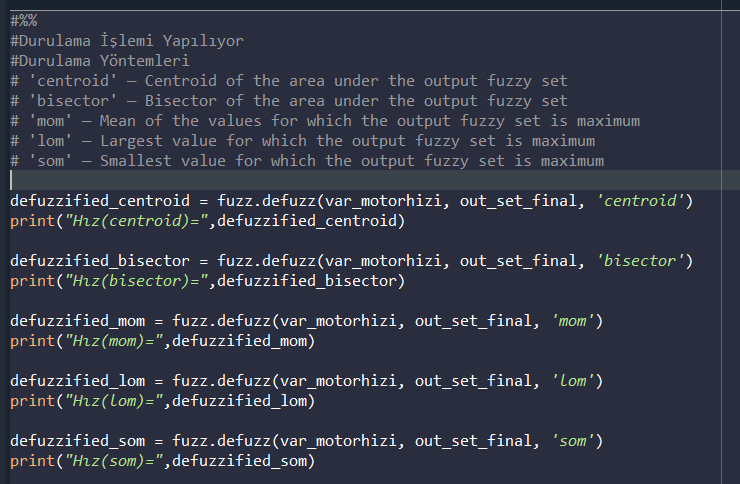 #%%
#Durulama İşlemi Yapılıyor
#Durulama Yöntemleri
# 'centroid' — Centroid of the area under the output fuzzy set
# 'bisector' — Bisector of the area under the output fuzzy set
# 'mom' — Mean of the values for which the output fuzzy set is maximum
# 'lom' — Largest value for which the output fuzzy set is maximum
# 'som' — Smallest value for which the output fuzzy set is maximum
defuzzified_centroid = fuzz.defuzz(var_motorhizi, out_set_final, 'centroid')
print("Hız(centroid)=",defuzzified_centroid)
defuzzified_bisector = fuzz.defuzz(var_motorhizi, out_set_final, 'bisector')
print("Hız(bisector)=",defuzzified_bisector)
defuzzified_mom = fuzz.defuzz(var_motorhizi, out_set_final, 'mom')
print("Hız(mom)=",defuzzified_mom)
defuzzified_lom = fuzz.defuzz(var_motorhizi, out_set_final, 'lom')
print("Hız(lom)=",defuzzified_lom)
defuzzified_som = fuzz.defuzz(var_motorhizi, out_set_final, 'som')
print("Hız(som)=",defuzzified_som)